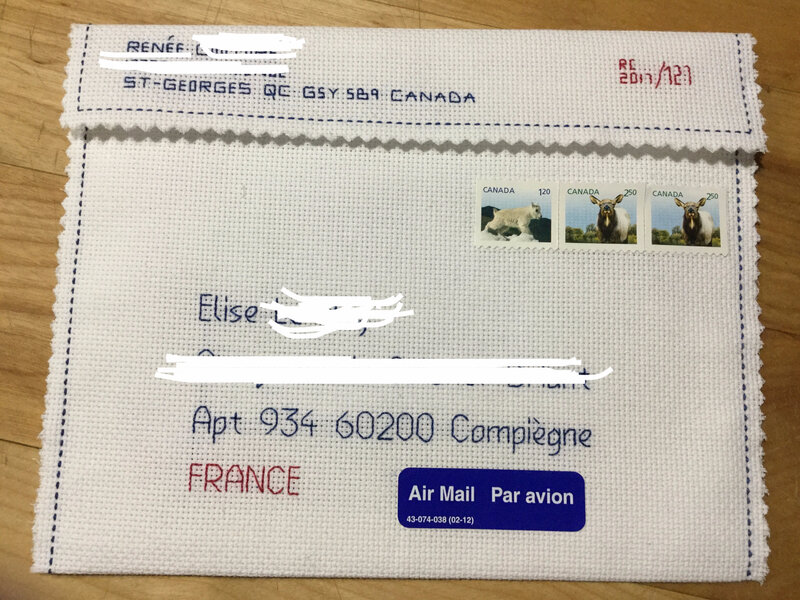 RENÉE
ST-GEORGES QC G5Y 5B9 CANADA
RC
2017/121
CANADA 1.20
CANADA 2.50
CANADA 2.50
Elise
Apt 934 60200 Compiègne
FRANCE
Air Mail Par avion
43-074-038 (02-12)